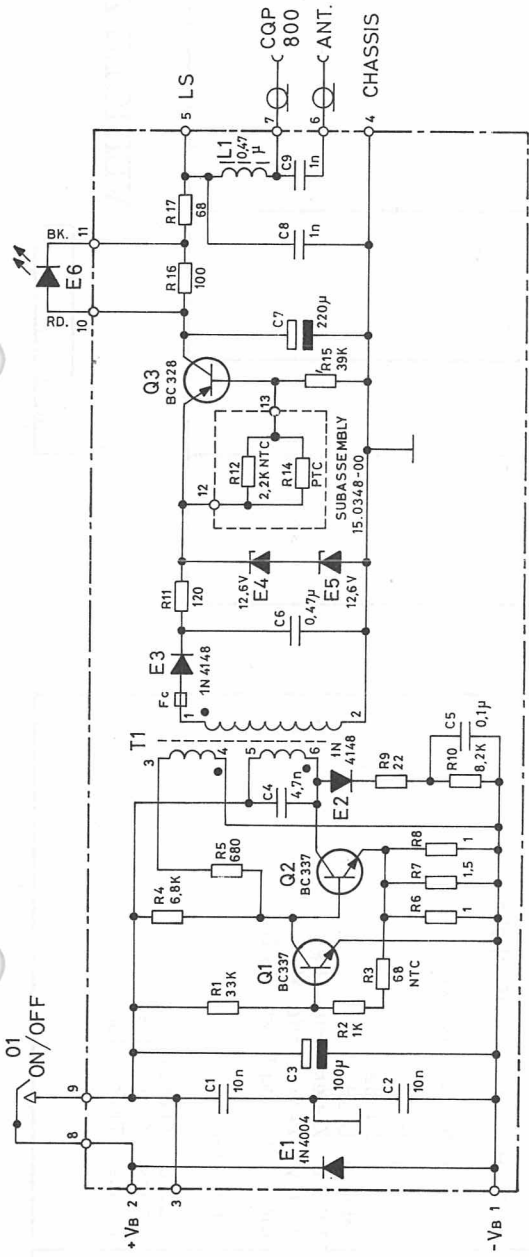 01
ON/OFF
8
9
+ VB 2
3
- VB 1
E1
1N4004
C1
10n
C2
10n
C3
100µ
R1
33K
R2
1K
R3
68
NTC
Q1
BC337
R4
6,8K
R5
680
Q2
BC337
R6
1
R7
1,5
R8
1
T1
3
4
5
6
C4
4,7n
E2
1N
4148
R9
22
R10
8,2K
C5
0,1µ
1
2
Fc
E3
1N4148
C6
0,47µ
R11
120
12,6V
E4
E5
12,6V
12
R12
2,2K NTC
R14
PTC
13
SUBASSEMBLY
15.0348-00
Q3
BC328
R15
39K
C7
220µ
RD.
10
E6
BK.
11
R16
100
R17
68
C8
1n
L1
0,47
µ
C9
1n
5
LS
7
CQP
800
6
ANT.
4
CHASSIS